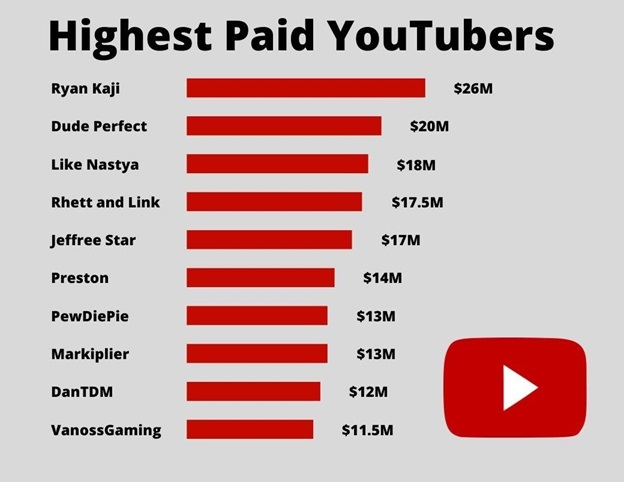 Highest Paid YouTubers
Ryan Kaji $26M
Dude Perfect $20M
Like Nastya $18M
Rhett and Link $17.5M
Jeffree Star $17M
Preston $14M
PewDiePie $13M
Markiplier $13M
DanTDM $12M
VanossGaming $11.5M